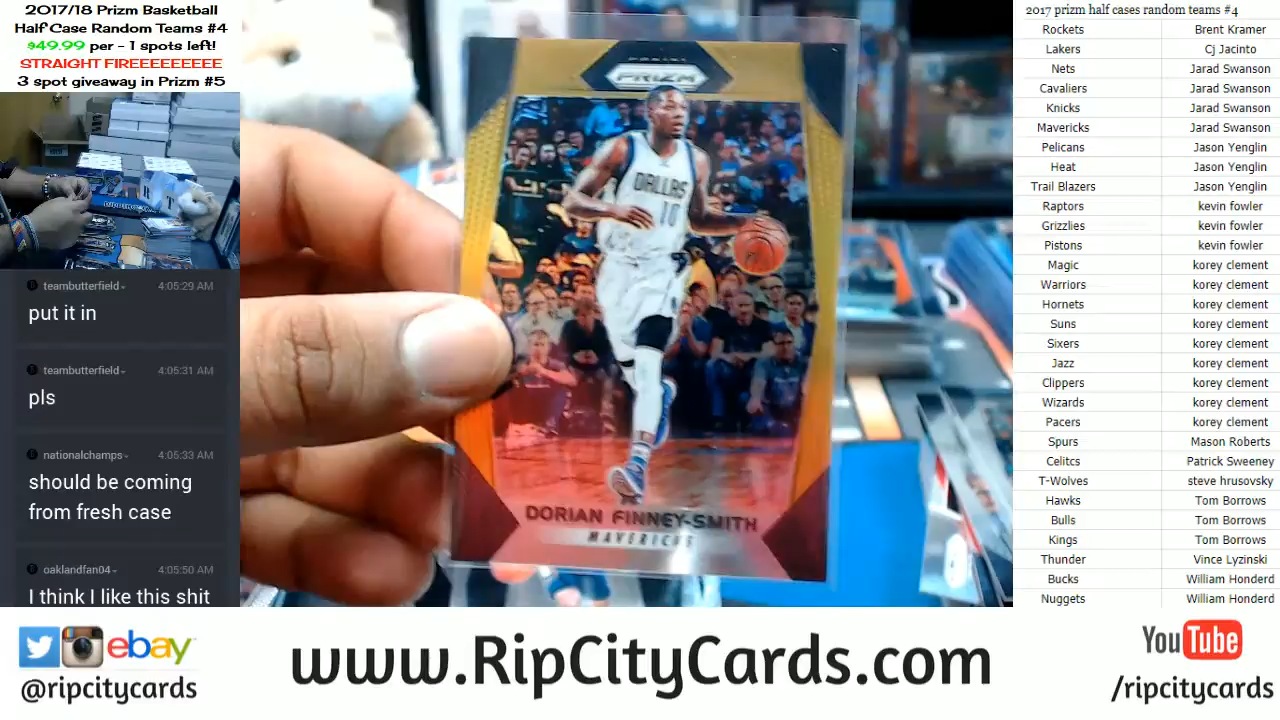 2017/18 Prizm Basketball
Half Case Random Teams #4
$49.99 per - 1 spots left!
STRAIGHT FIREEEEEEEEE
3 spot giveaway in Prizm #5
teambutterfield 4:05:29 AM
put it in
teambutterfield 4:05:31 AM
pls
nationalchamps 4:05:33 AM
should be coming
from fresh case
oaklandfan04 4:05:50 AM
I think I like this shit
PANINI
PRIZM
DALLAS
10
DORIAN FINNEY-SMITH
MAVERICKS
2017 prizm half cases random teams #4
Rockets Brent Kramer
Lakers Cj Jacinto
Nets Jarad Swanson
Cavaliers Jarad Swanson
Knicks Jarad Swanson
Mavericks Jarad Swanson
Pelicans Jason Yenglin
Heat Jason Yenglin
Trail Blazers Jason Yenglin
Raptors kevin fowler
Grizzlies kevin fowler
Pistons kevin fowler
Magic korey clement
Warriors korey clement
Hornets korey clement
Suns korey clement
Sixers korey clement
Jazz korey clement
Clippers korey clement
Wizards korey clement
Pacers korey clement
Spurs Mason Roberts
Celitcs Patrick Sweeney
T-Wolves steve hrusovsky
Hawks Tom Borrows
Bulls Tom Borrows
Kings Tom Borrows
Thunder Vince Lyzinski
Bucks William Honderd
Nuggets William Honderd
ebay
@ripcitycards
www.RipCityCards.com
YouTube
/ripcitycards